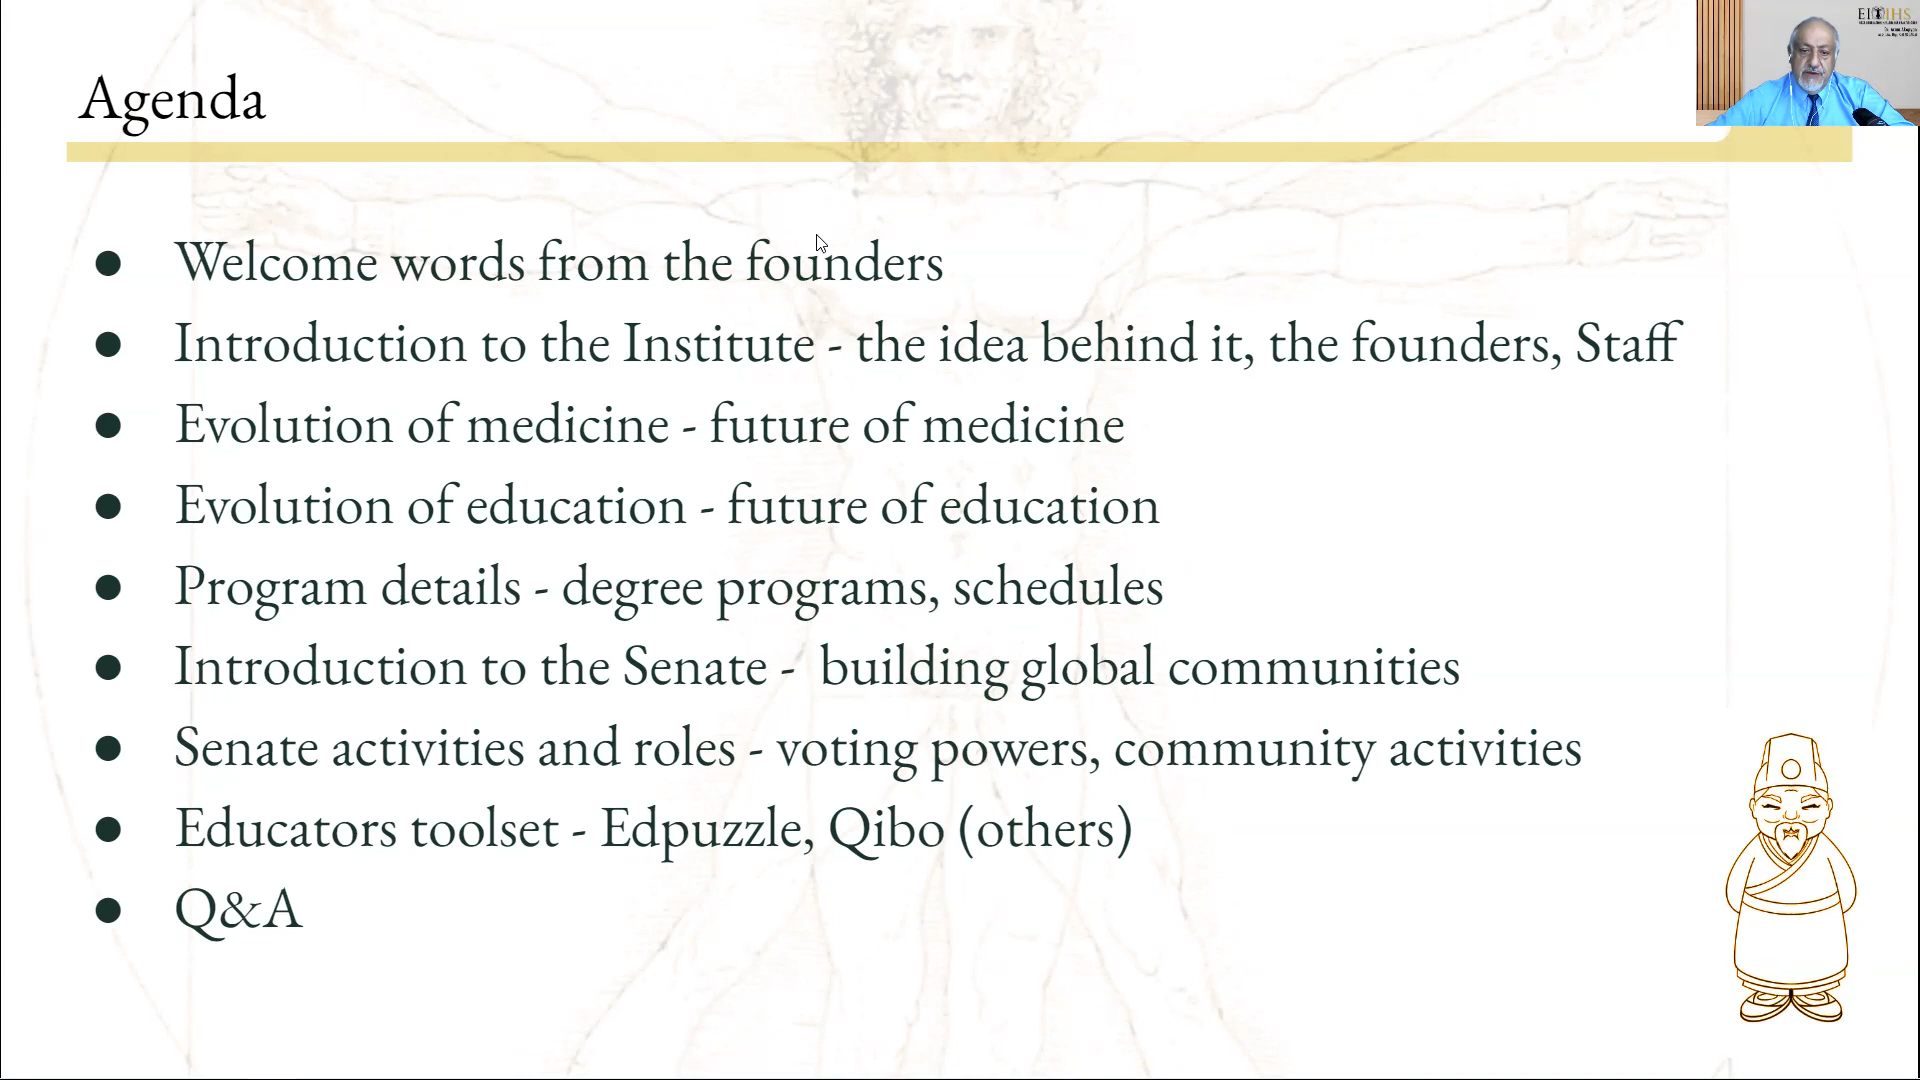 Agenda
● Welcome words from the founders
● Introduction to the Institute - the idea behind it, the founders, Staff
● Evolution of medicine - future of medicine
● Evolution of education - future of education
● Program details - degree programs, schedules
● Introduction to the Senate - building global communities
● Senate activities and roles - voting powers, community activities
● Educators toolset - Edpuzzle, Qibo (others)
● Q&A